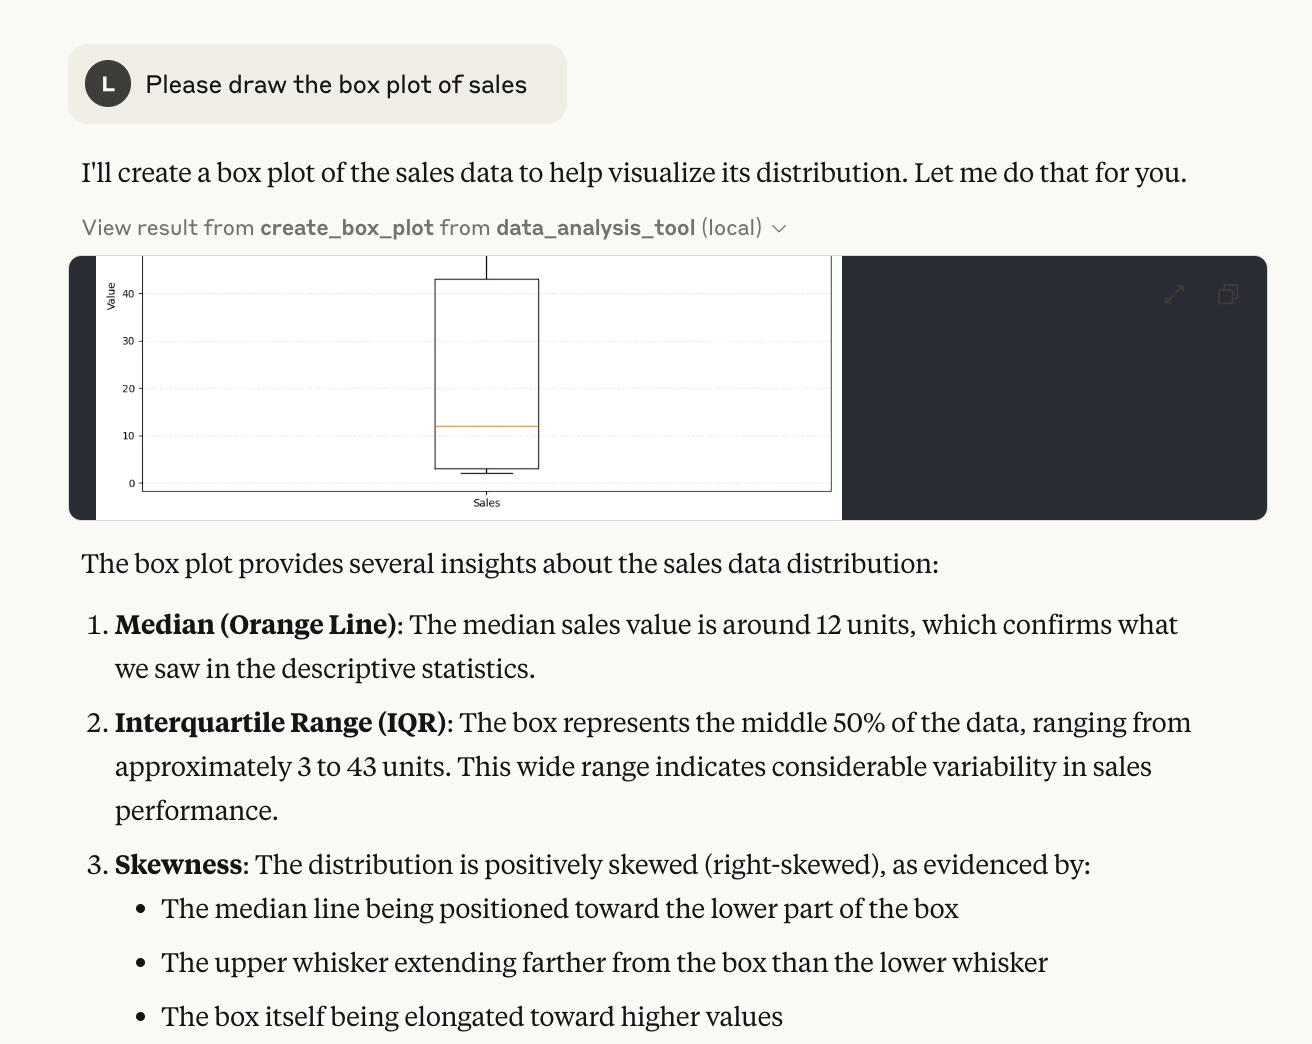 L
Please draw the box plot of sales
I'll create a box plot of the sales data to help visualize its distribution. Let me do that for you.
View result from create_box_plot from data_analysis_tool (local)
Value
40
30
20
10
0
Sales
The box plot provides several insights about the sales data distribution:
1. Median (Orange Line): The median sales value is around 12 units, which confirms what
we saw in the descriptive statistics.
2. Interquartile Range (IQR): The box represents the middle 50% of the data, ranging from
approximately 3 to 43 units. This wide range indicates considerable variability in sales
performance.
3. Skewness: The distribution is positively skewed (right-skewed), as evidenced by:
• The median line being positioned toward the lower part of the box
• The upper whisker extending farther from the box than the lower whisker
• The box itself being elongated toward higher values